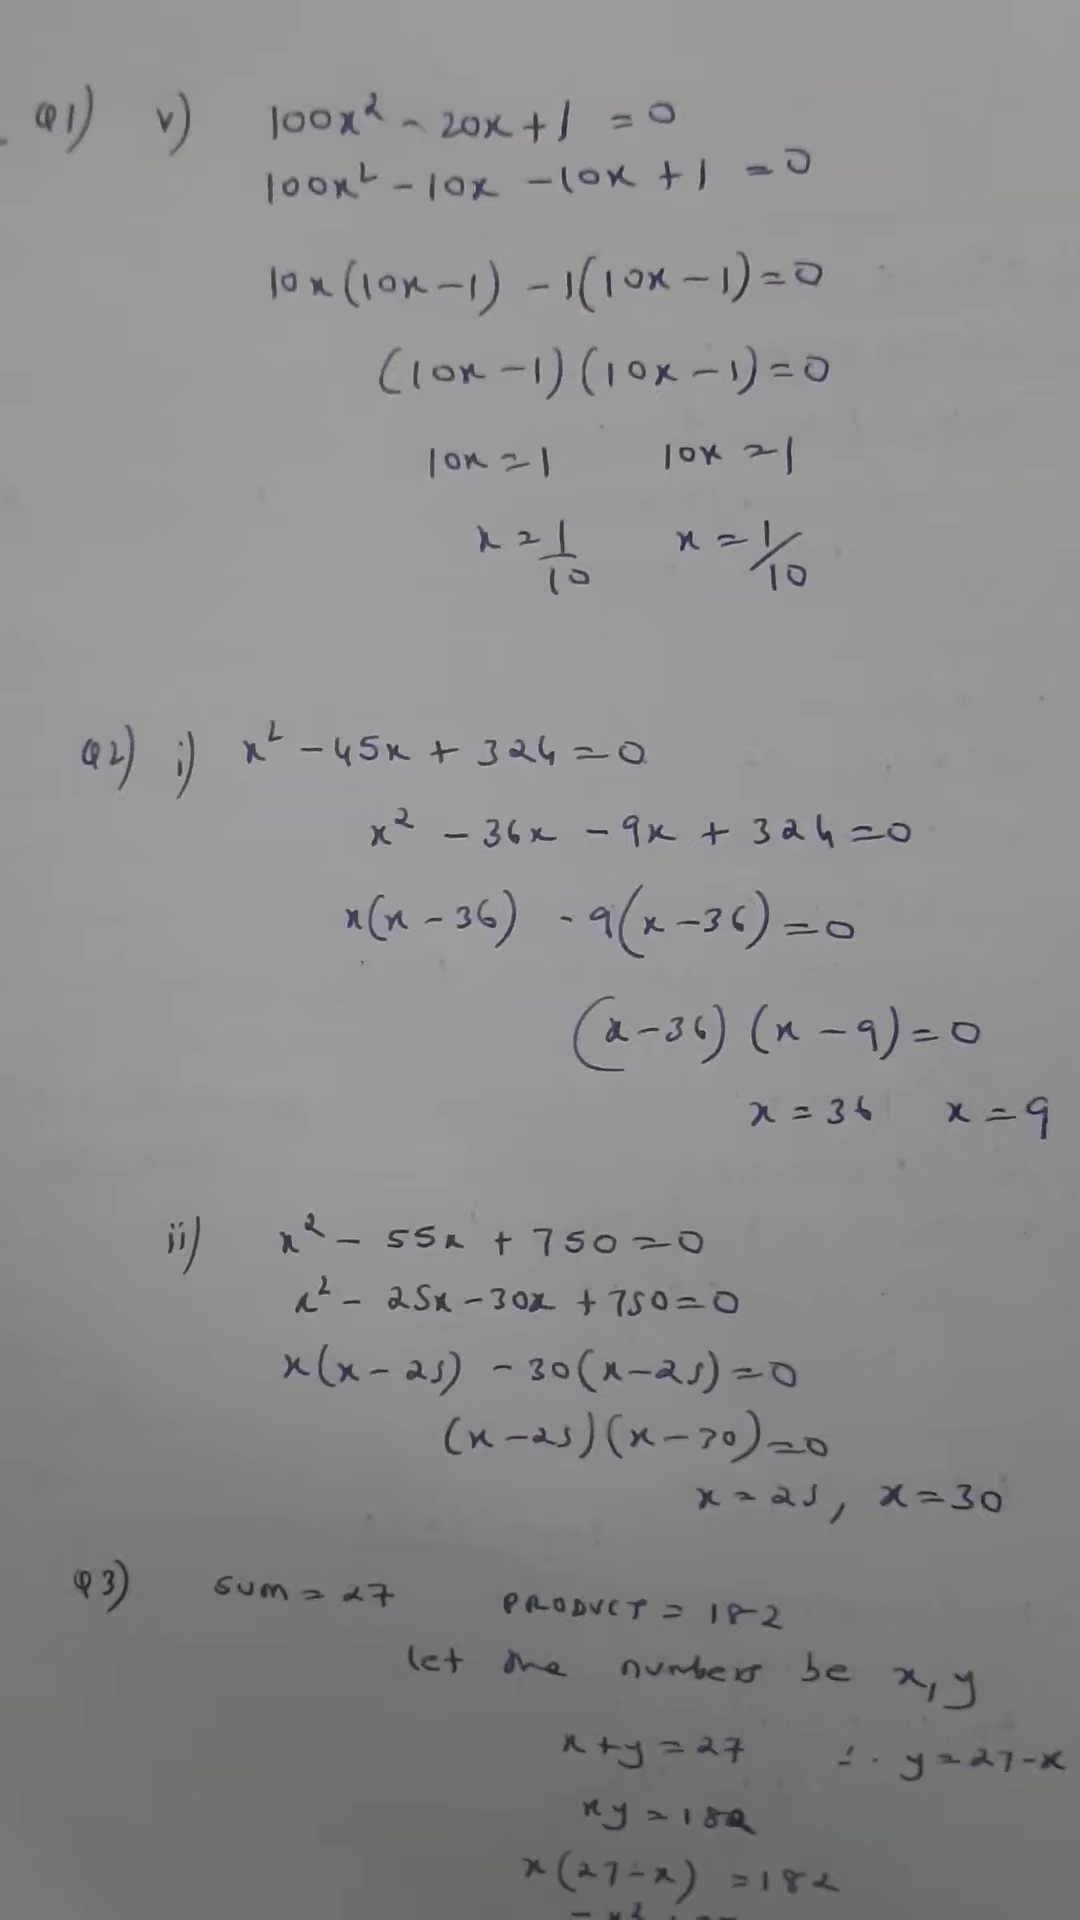 Q1) v) 100x² - 20x + 1 = 0
100x² - 10x - 10x + 1 = 0
10x(10x - 1) - 1(10x - 1) = 0
(10x - 1)(10x - 1) = 0
10x = 1 10x = 1
x = 1/10 x = 1/10
Q2) i) x² - 45x + 324 = 0
x² - 36x - 9x + 324 = 0
x(x - 36) - 9(x - 36) = 0
(x - 36) (x - 9) = 0
x = 36 x = 9
ii) x² - 55x + 750 = 0
x² - 25x - 30x + 750 = 0
x(x - 25) - 30(x - 25) = 0
(x - 25)(x - 30) = 0
x = 25, x = 30
Q3) SUM = 27 PRODUCT = 182
let the numbers be x, y
x + y = 27 ∴ y = 27 - x
xy = 182
x(27 - x) = 182